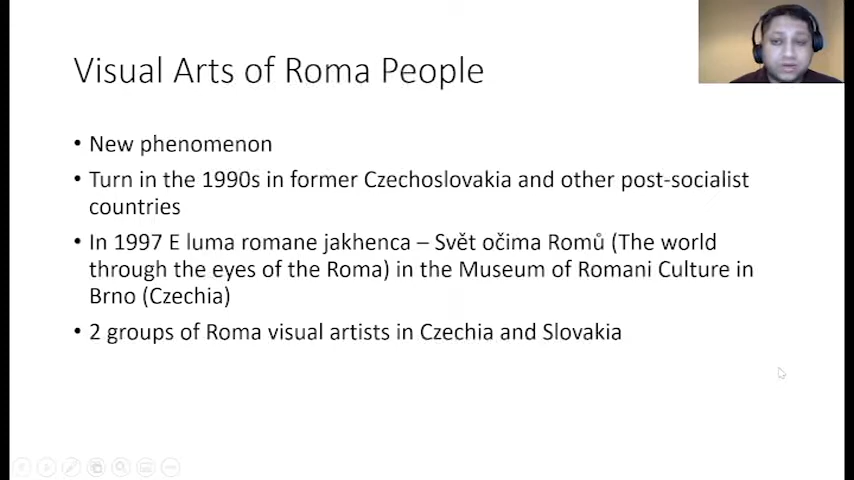 Visual Arts of Roma People
• New phenomenon
• Turn in the 1990s in former Czechoslovakia and other post-socialist
countries
• In 1997 E luma romane jakhenca – Svět očima Romů (The world
through the eyes of the Roma) in the Museum of Romani Culture in
Brno (Czechia)
• 2 groups of Roma visual artists in Czechia and Slovakia